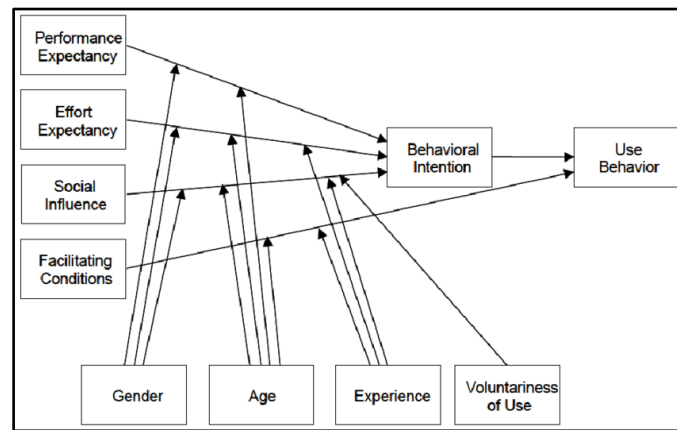 Performance
Expectancy
Effort
Expectancy
Social
Influence
Facilitating
Conditions
Behavioral
Intention
Use
Behavior
Gender
Age
Experience
Voluntariness
of Use